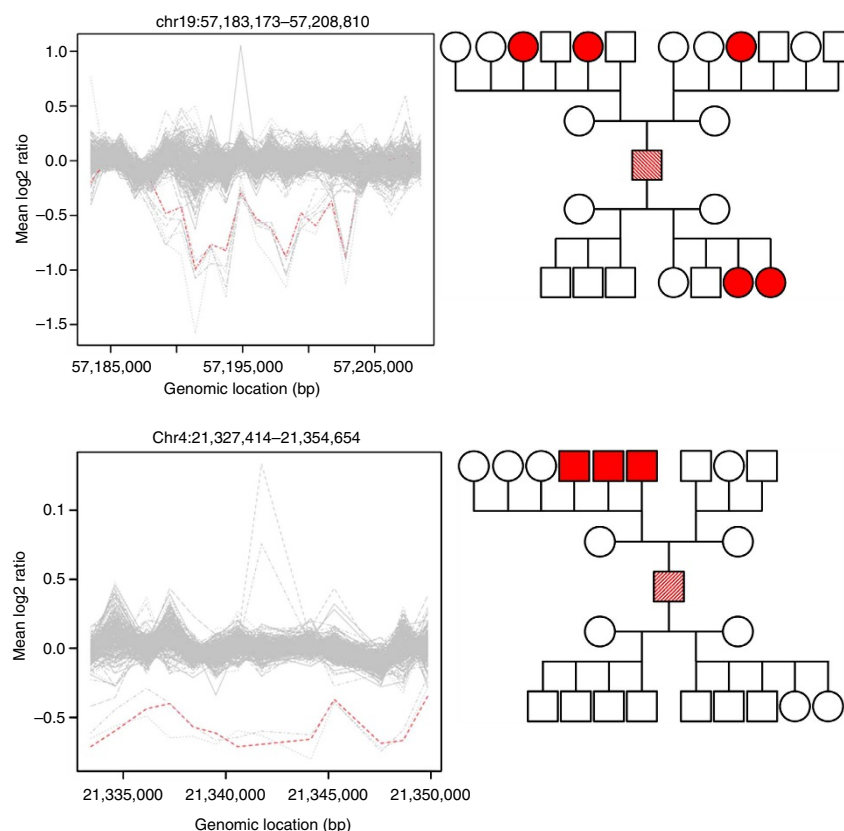 chr19:57,183,173–57,208,810
1.0
0.5
0.0
–0.5
–1.0
–1.5
Mean log2 ratio
57,185,000 57,195,000 57,205,000
Genomic location (bp)
Chr4:21,327,414–21,354,654
0.1
0.5
0.0
–0.5
Mean log2 ratio
21,335,000 21,340,000 21,345,000 21,350,000
Genomic location (bp)